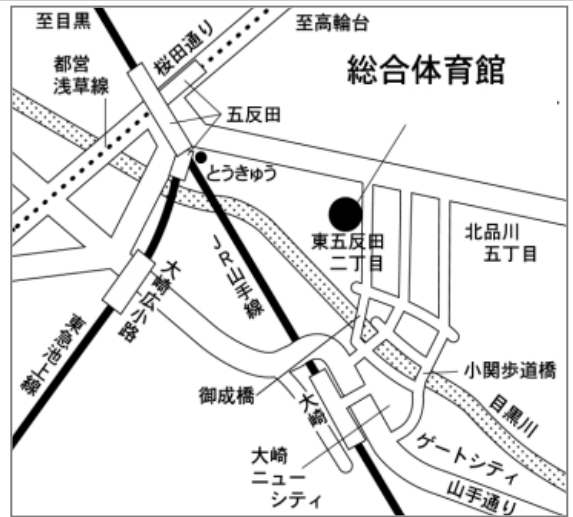 至目黒
桜田通り
至高輪台
都営
浅草線
総合体育館
五反田
とうきゅう
JR山手線
東五反田
二丁目
北品川
五丁目
大崎広小路
東急池上線
御成橋
大崎
小関歩道橋
目黒川
大崎
ニュー
シティ
ゲートシティ
山手通り